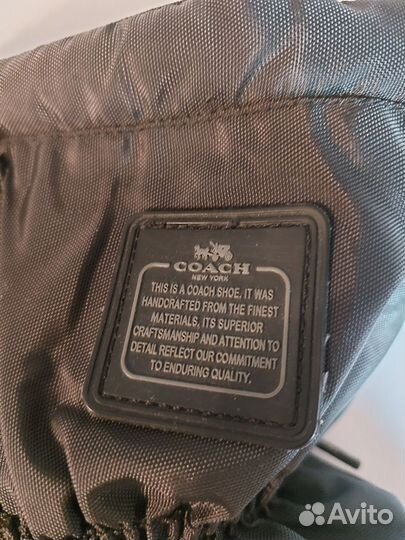 COACH
NEW YORK
THIS IS A COACH SHOE. IT WAS
HANDCRAFTED FROM THE FINEST
MATERIALS, ITS SUPERIOR
CRAFTSMANSHIP AND ATTENTION TO
DETAIL REFLECT OUR COMMITMENT
TO ENDURING QUALITY.
Avito